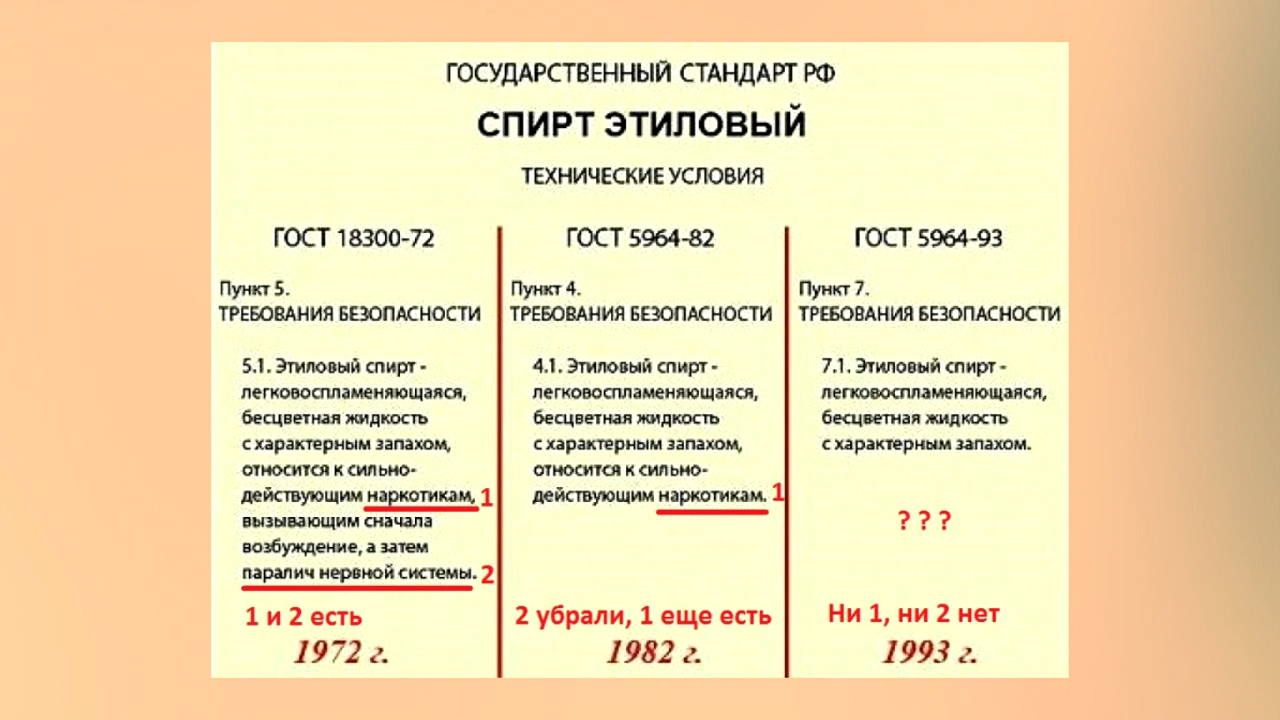 ГОСУДАРСТВЕННЫЙ СТАНДАРТ РФ
СПИРТ ЭТИЛОВЫЙ
ТЕХНИЧЕСКИЕ УСЛОВИЯ
ГОСТ 18300-72
Пункт 5.
ТРЕБОВАНИЯ БЕЗОПАСНОСТИ
5.1. Этиловый спирт -
легковоспламеняющаяся,
бесцветная жидкость
с характерным запахом,
относится к сильно-
действующим наркотикам, 1
вызывающим сначала
возбуждение, а затем
паралич нервной системы. 2
1 и 2 есть
1972 г.
ГОСТ 5964-82
Пункт 4.
ТРЕБОВАНИЯ БЕЗОПАСНОСТИ
4.1. Этиловый спирт -
легковоспламеняющаяся,
бесцветная жидкость
с характерным запахом,
относится к сильно-
действующим наркотикам. 1
2 убрали, 1 еще есть
1982 г.
ГОСТ 5964-93
Пункт 7.
ТРЕБОВАНИЯ БЕЗОПАСНОСТИ
7.1. Этиловый спирт -
легковоспламеняющаяся,
бесцветная жидкость
с характерным запахом.
? ? ?
Ни 1, ни 2 нет
1993 г.